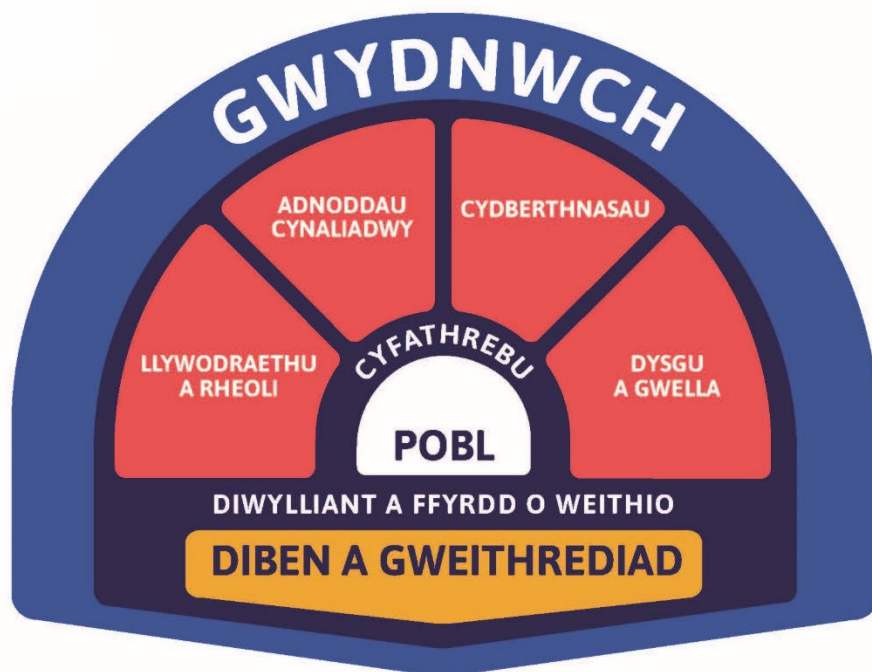 GWYDNWCH
ADNODDAU
CYNALIADWY
CYDBERTHNASAU
LLYWODRAETHU
A RHEOLI
CYFATHREBU
DYSGU
A GWELLA
POBL
DIWYLLIANT A FFYRDD O WEITHIO
DIBEN A GWEITHREDIAD